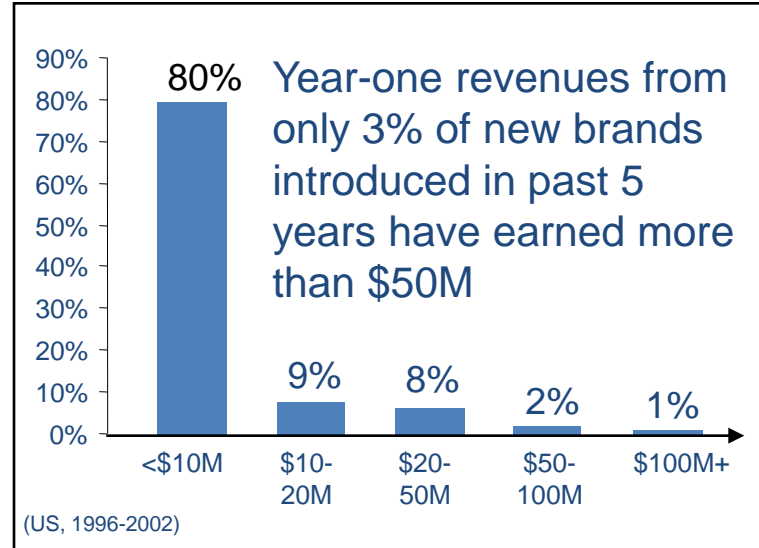 90%
80%
70%
60%
50%
40%
30%
20%
10%
0%
80%
Year-one revenues from
only 3% of new brands
introduced in past 5
years have earned more
than $50M
9%
8%
2%
1%
<$10M
$10-
20M
$20-
50M
$50-
100M
$100M+
(US, 1996-2002)